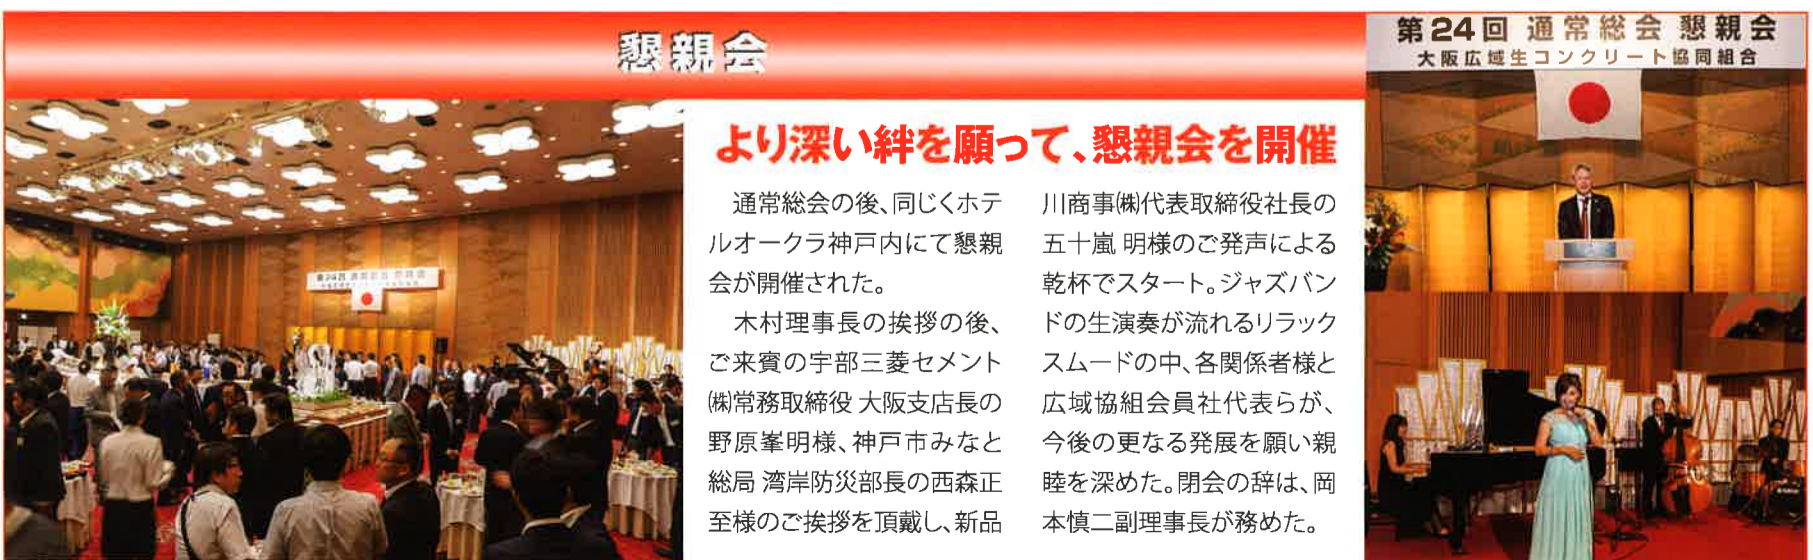 懇親会
第24回 通常総会 懇親会
大阪広域生コンクリート協同組合
より深い絆を願って、懇親会を開催
通常総会の後、同じくホテ
ルオークラ神戸内にて懇親
会が開催された。
木村理事長の挨拶の後、
ご来賓の宇部三菱セメント
㈱常務取締役 大阪支店長の
野原峯明様、神戸市みなと
総局 湾岸防災部長の西森正
至様のご挨拶を頂戴し、新品
川商事㈱代表取締役社長の
五十嵐 明様のご発声による
乾杯でスタート。ジャズバン
ドの生演奏が流れるリラック
スムードの中、各関係者様と
広域協組会員社代表らが、
今後の更なる発展を願い親
睦を深めた。閉会の辞は、岡
本慎二副理事長が務めた。
第24回 通常総会 懇親会